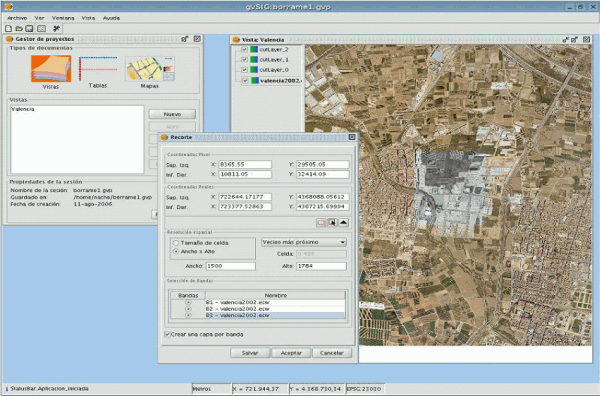 gvSIG:borrame1.gvp
Archivo Ver Ventana Vista Ayuda
Gestor de proyectos
Tipos de documentos
Vistas Tablas Mapas
Vistas
Valencia
Nuevo
Propiedades de la sesión
Nombre de la sesión: borrame1.gvp
Guardado en: /home/nacho/borrame1.gvp
Fecha de creación: 11-ago-2006
Vista: Valencia
cutLayer_2
cutLayer_1
cutLayer_0
valencia2002.
Recorte
Coordenadas Pixel
Sup. Izq. X: 8365.55 Y: 29505.05
Inf. Der. X: 10811.05 Y: 32414.09
Coordenadas Reales
Sup. Izq. X: 722644.17177 Y: 4368088.05612
Inf. Der. X: 723377.52863 Y: 4367215.69994
Resolución Espacial
Tamaño de celda
Ancho x Alto
Vecino más próximo
Celda:
Ancho: 1500 Alto: 1784
Selección de Bandas
Bandas Nombre
B1 - valencia2002.ecw
B2 - valencia2002.ecw
B3 - valencia2002.ecw
Crear una capa por banda
Salvar Aceptar Cancelar
StatusBar.Aplicacion_iniciada Metros X = 721.944,37 Y = 4.368.730,14 EPSG:23030